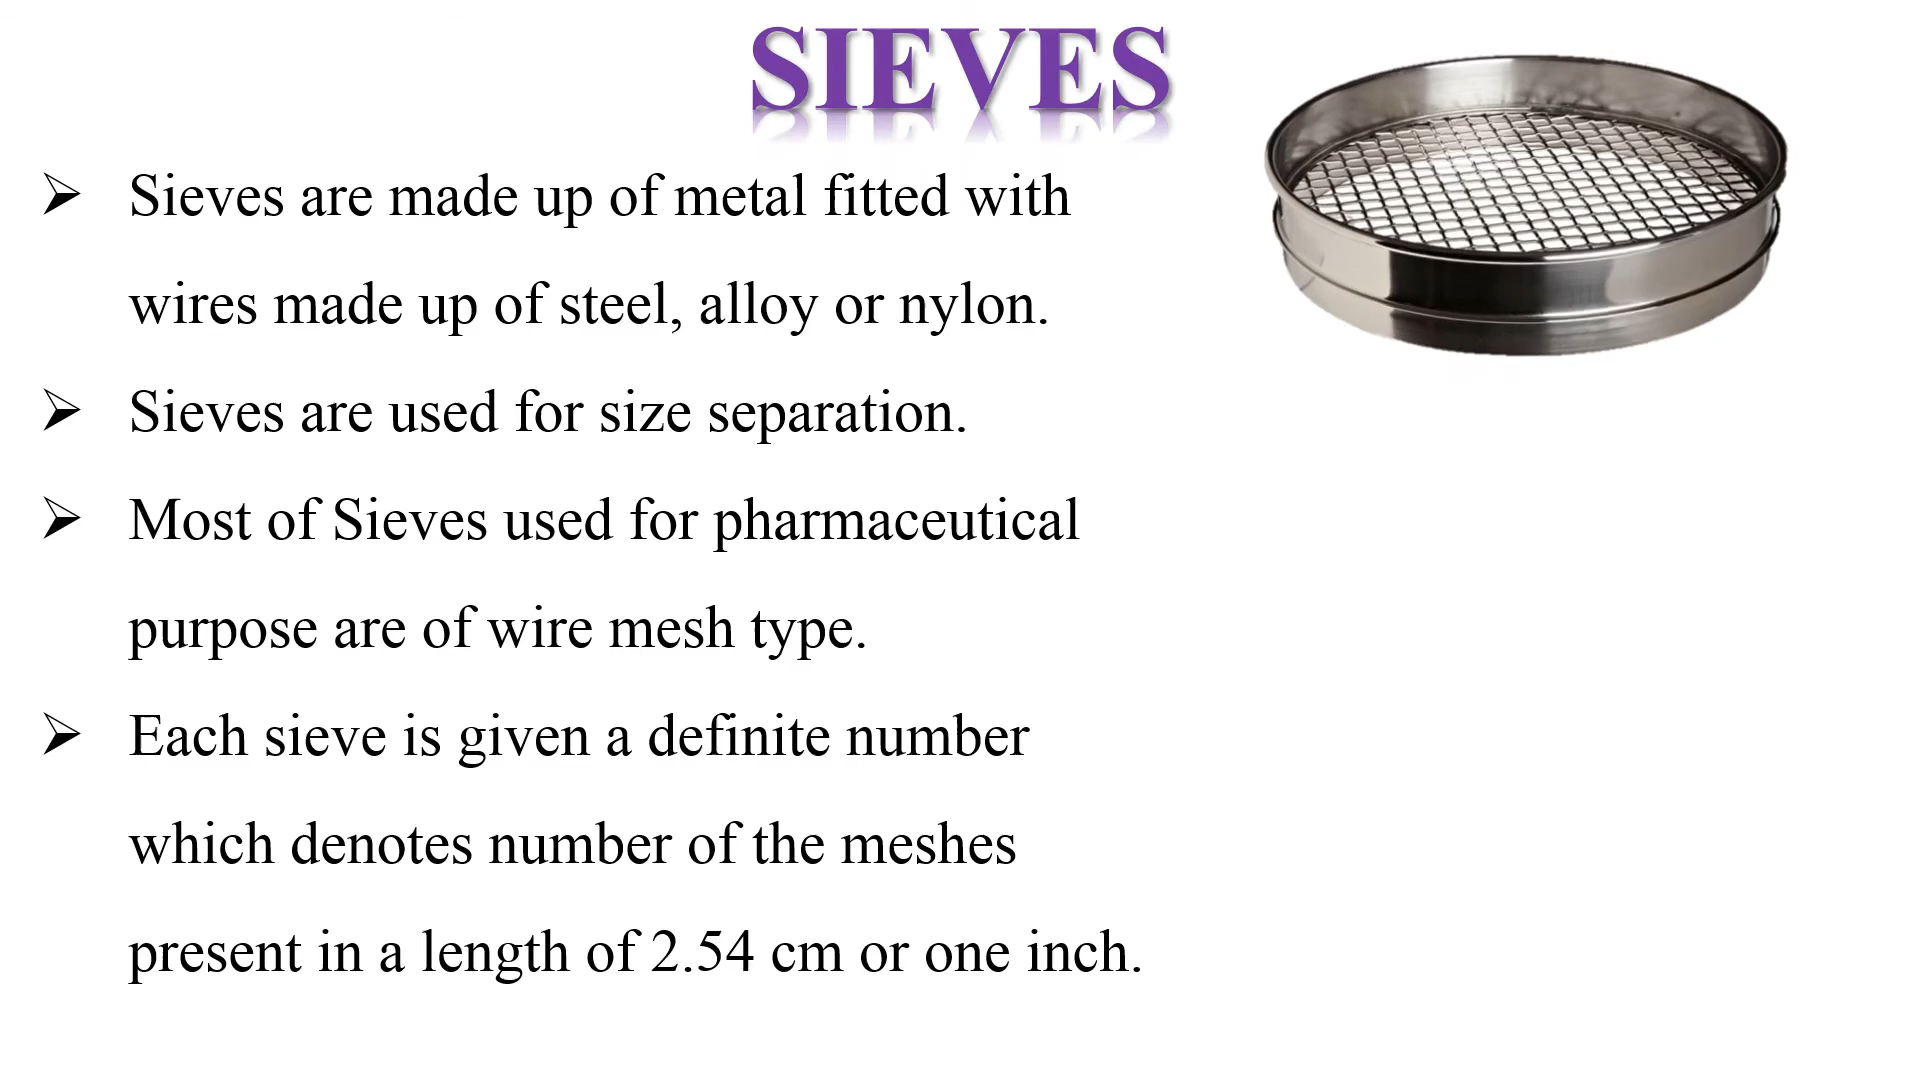 SIEVES
➢ Sieves are made up of metal fitted with
wires made up of steel, alloy or nylon.
➢ Sieves are used for size separation.
➢ Most of Sieves used for pharmaceutical
purpose are of wire mesh type.
➢ Each sieve is given a definite number
which denotes number of the meshes
present in a length of 2.54 cm or one inch.